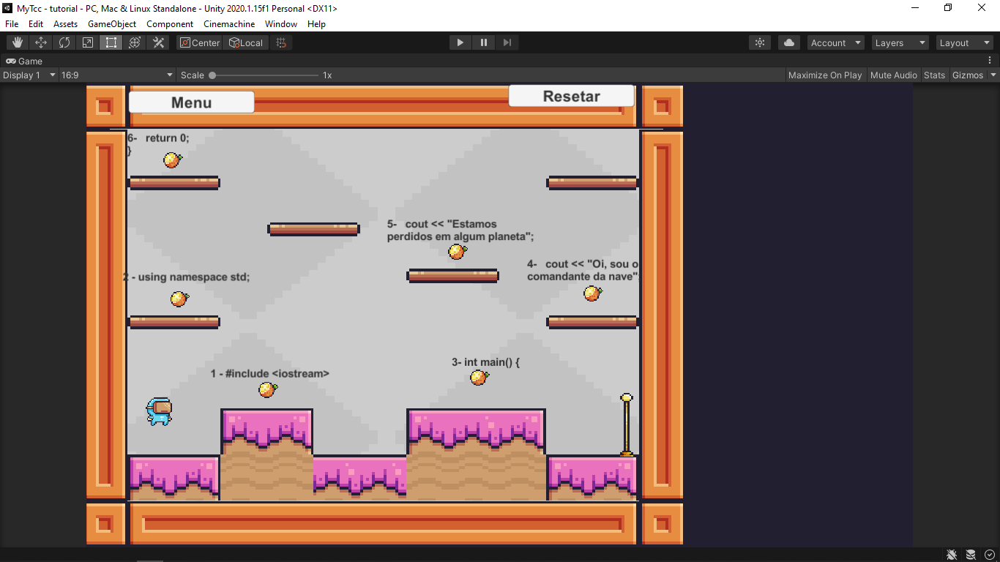 MyTcc - tutorial - PC, Mac & Linux Standalone - Unity 2020.1.15f1 Personal <DX11>
File Edit Assets GameObject Component Cinemachine Window Help
Center Local Account Layers Layout
Game
Display 1 16:9 Scale 1x Maximize On Play Mute Audio Stats Gizmos
Menu
Resetar
6- return 0;
}
5- cout << "Estamos
perdidos em algum planeta";
4- cout << "Oi, sou o
comandante da nave";
2 - using namespace std;
3- int main() {
1 - #include <iostream>